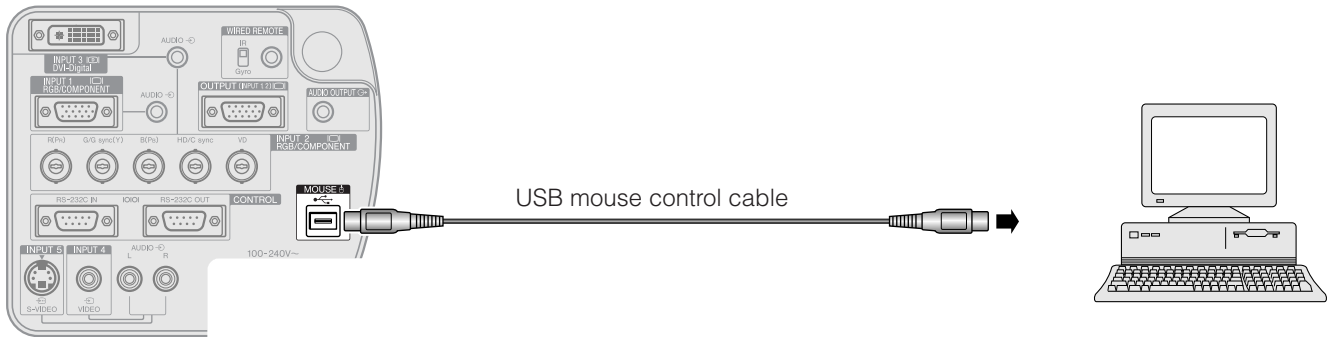 AUDIO
WIRED REMOTE
IR
Gyro
INPUT 3
DVI-Digital
INPUT 1
RGB/COMPONENT
AUDIO
OUTPUT (INPUT 1,2)
AUDIO OUTPUT
R(PR) G/G sync(Y) B(PB) HD/C sync VD
INPUT 2
RGB/COMPONENT
RS-232C IN IOIOI RS-232C OUT CONTROL
MOUSE
USB mouse control cable
INPUT 5 INPUT 4 AUDIO
L R
100-240V~
S-VIDEO VIDEO